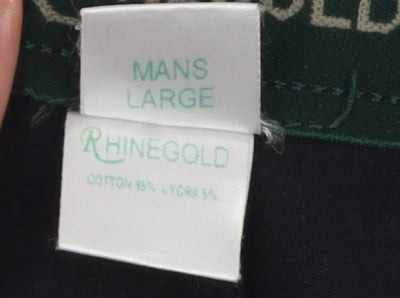 MANS
LARGE
RHINEGOLD
COTTON 95% LYCRA 5%